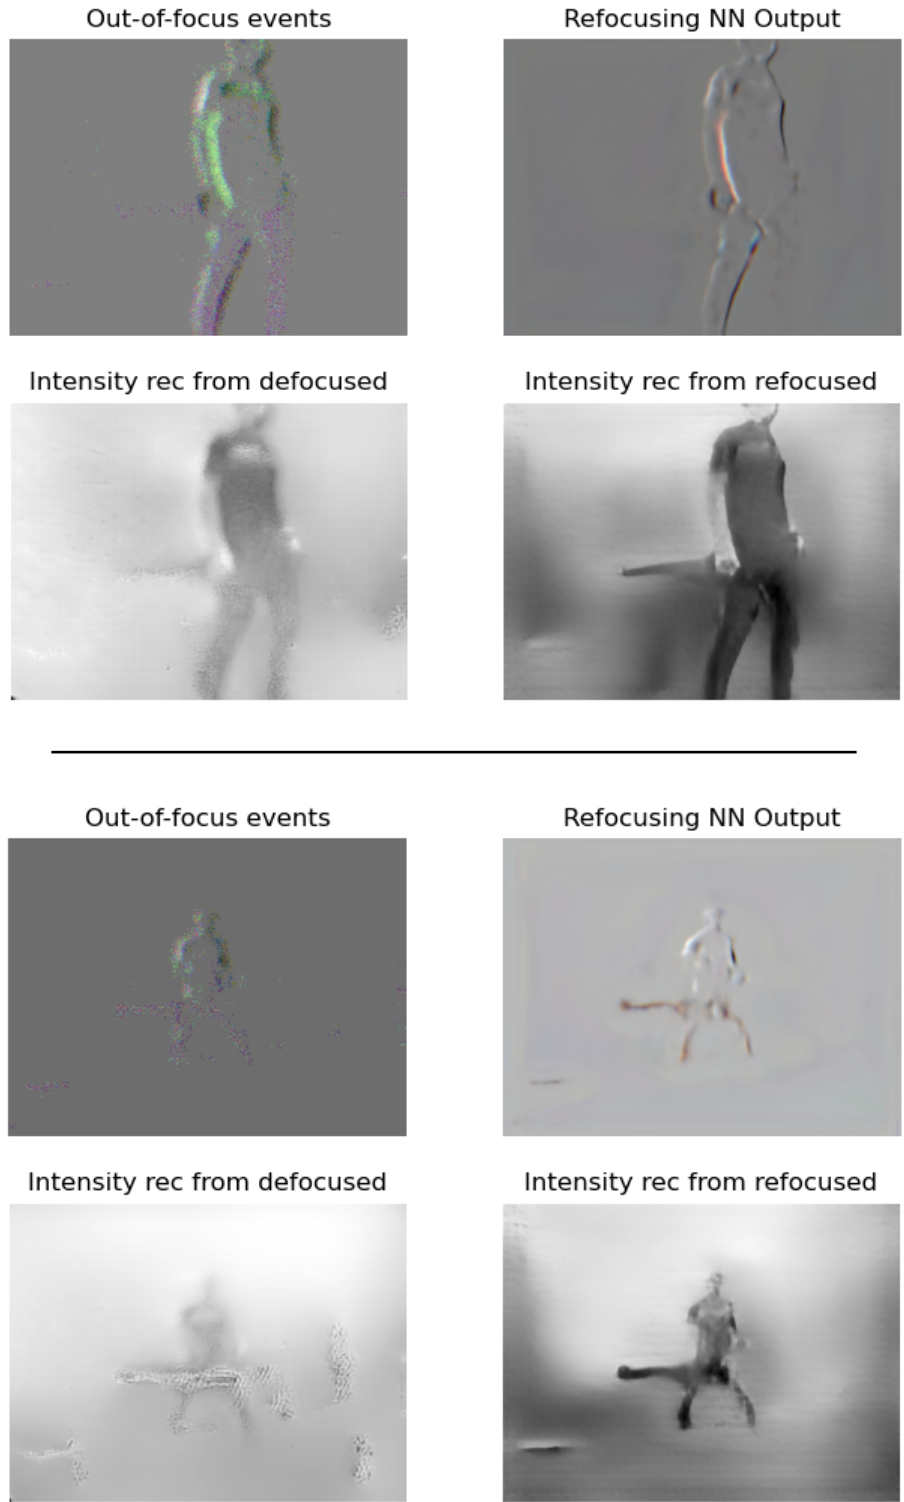 Out-of-focus events
Refocusing NN Output
Intensity rec from defocused
Intensity rec from refocused
Out-of-focus events
Refocusing NN Output
Intensity rec from defocused
Intensity rec from refocused